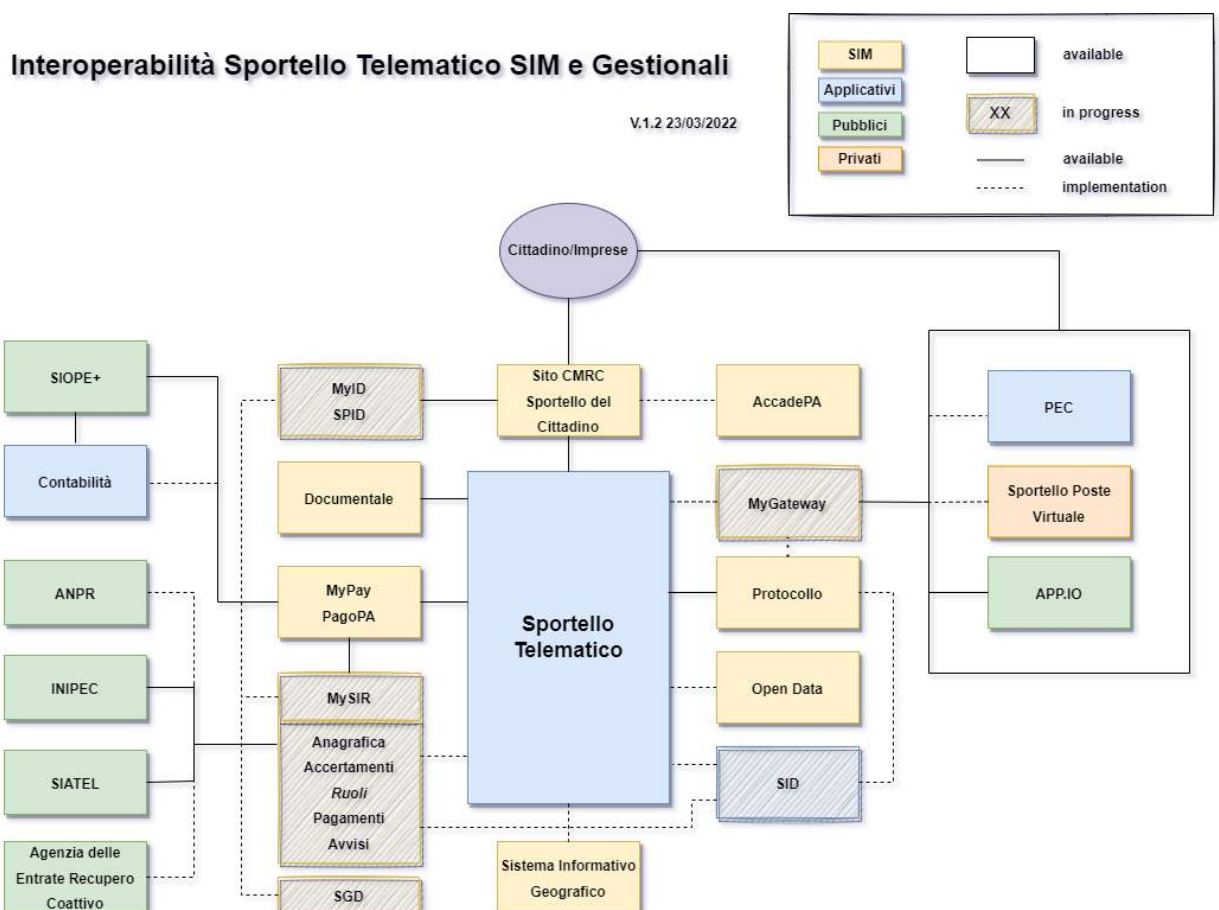 Interoperabilità Sportello Telematico SIM e Gestionali
V.1.2 23/03/2022
SIM
available
Applicativi
XX
in progress
Pubblici
Privati
available
implementation
Cittadino/Imprese
SIOPE+
MyID
SPID
Sito CMRC
Sportello del
Cittadino
AccadePA
PEC
Contabilità
Documentale
MyGateway
Sportello Poste
Virtuale
ANPR
MyPay
PagoPA
Sportello
Telematico
Protocollo
APP.IO
INIPEC
MySIR
Open Data
Anagrafica
Accertamenti
Ruoli
Pagamenti
Avvisi
SIATEL
SID
Agenzia delle
Entrate Recupero
Coattivo
SGD
Sistema Informativo
Geografico